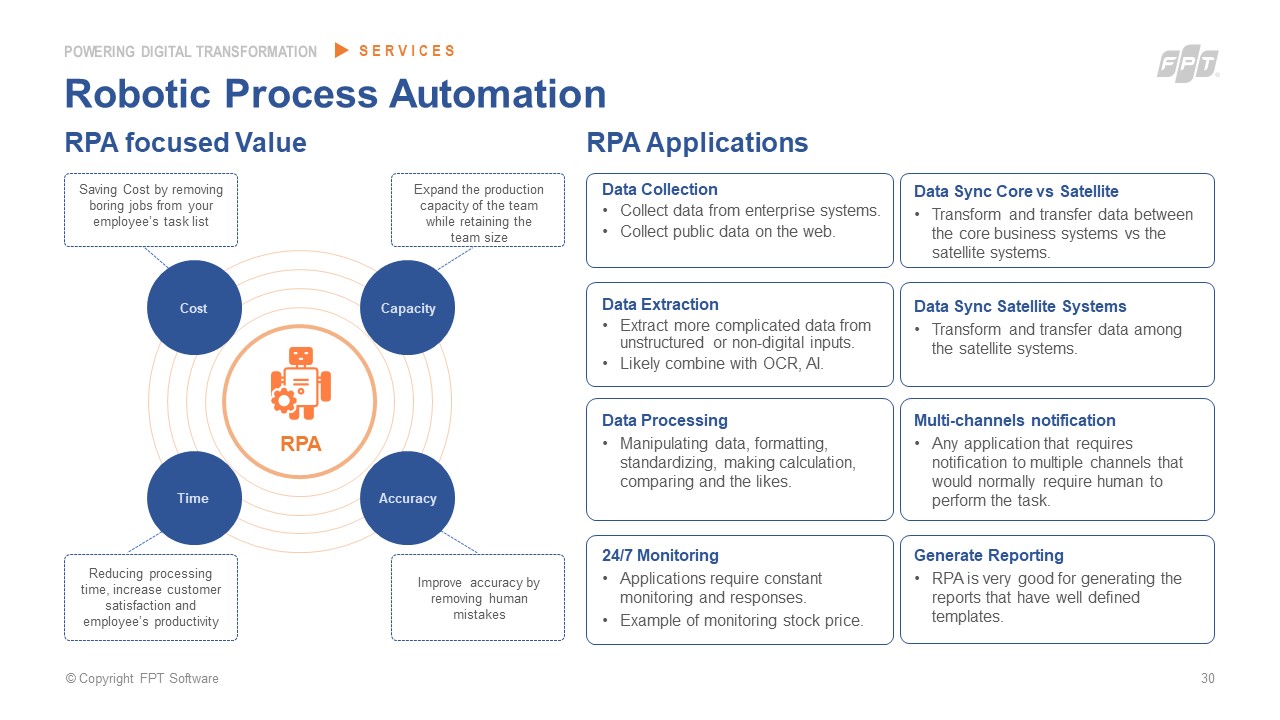 POWERING DIGITAL TRANSFORMATION
SERVICES
FPT
Robotic Process Automation
RPA focused Value
Saving Cost by removing
boring jobs from your
employee's task list
Expand the production
capacity of the team
while retaining the
team size
Cost
Capacity
RPA
Time
Accuracy
Reducing processing
time, increase customer
satisfaction and
employee's productivity
Improve accuracy by
removing human
mistakes
RPA Applications
Data Collection
• Collect data from enterprise systems.
• Collect public data on the web.
Data Sync Core vs Satellite
• Transform and transfer data between
the core business systems vs the
satellite systems.
Data Extraction
• Extract more complicated data from
unstructured or non-digital inputs.
• Likely combine with OCR, AI.
Data Sync Satellite Systems
• Transform and transfer data among
the satellite systems.
Data Processing
• Manipulating data, formatting,
standardizing, making calculation,
comparing and the likes.
Multi-channels notification
• Any application that requires
notification to multiple channels that
would normally require human to
perform the task.
24/7 Monitoring
• Applications require constant
monitoring and responses.
• Example of monitoring stock price.
Generate Reporting
• RPA is very good for generating the
reports that have well defined
templates.
© Copyright FPT Software
30